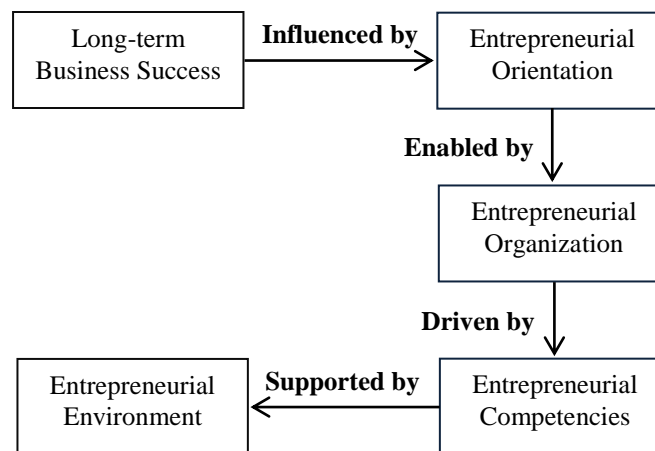 Long-term
Business Success
Influenced by
Entrepreneurial
Orientation
Enabled by
Entrepreneurial
Organization
Driven by
Entrepreneurial
Competencies
Supported by
Entrepreneurial
Environment